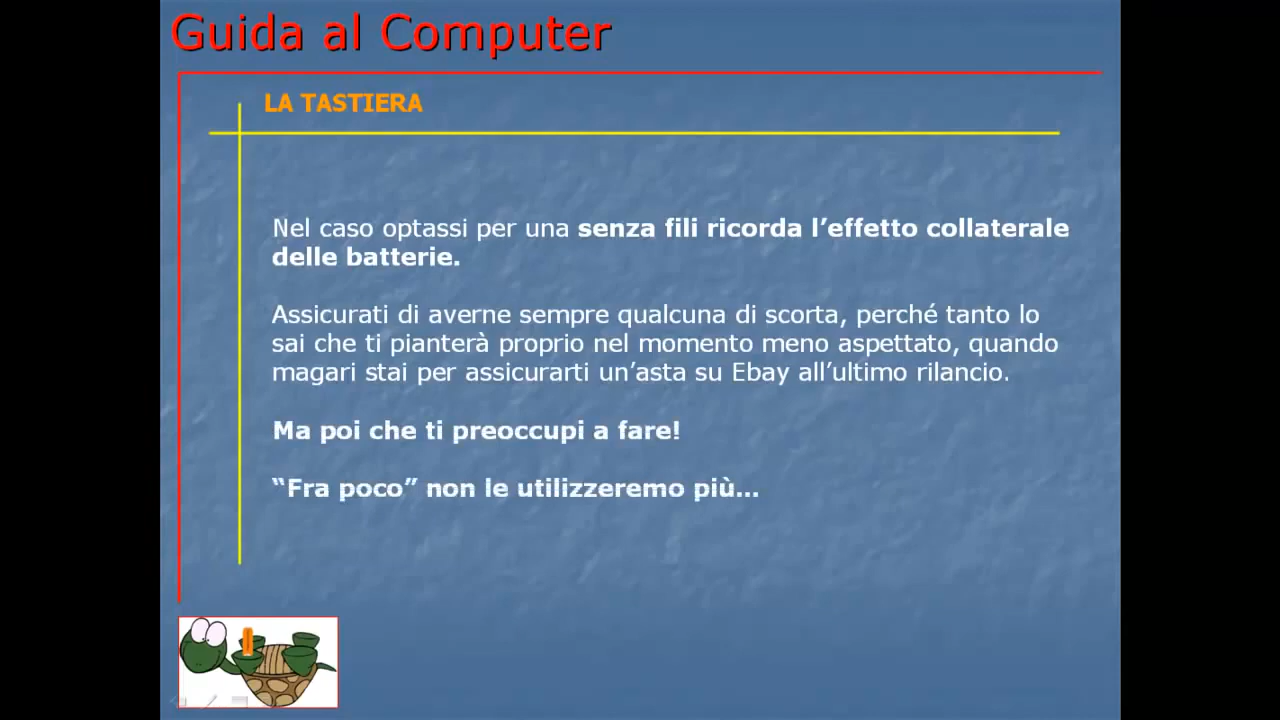 Guida al Computer
LA TASTIERA
Nel caso optassi per una senza fili ricorda l’effetto collaterale
delle batterie.
Assicurati di averne sempre qualcuna di scorta, perché tanto lo
sai che ti pianterà proprio nel momento meno aspettato, quando
magari stai per assicurarti un’asta su Ebay all’ultimo rilancio.
Ma poi che ti preoccupi a fare!
“Fra poco” non le utilizzeremo più…